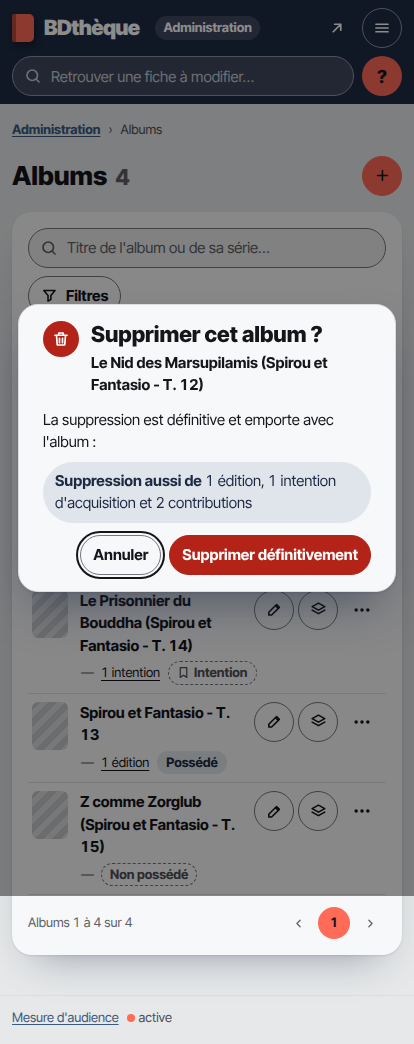 BDthèque Administration
Retrouver une fiche à modifier... ?
Administration › Albums
Albums 4 +
Titre de l'album ou de sa série...
Filtres
Supprimer cet album ?
Le Nid des Marsupilamis (Spirou et
Fantasio - T. 12)
La suppression est définitive et emporte avec
l'album :
Suppression aussi de 1 édition, 1 intention
d'acquisition et 2 contributions
Annuler Supprimer définitivement
Le Prisonnier du
Bouddha (Spirou et
Fantasio - T. 14)
— 1 intention Intention
Spirou et Fantasio - T.
13
— 1 édition Possédé
Z comme Zorglub
(Spirou et Fantasio - T.
15)
— Non possédé
Albums 1 à 4 sur 4 ‹ 1 ›
Mesure d'audience active